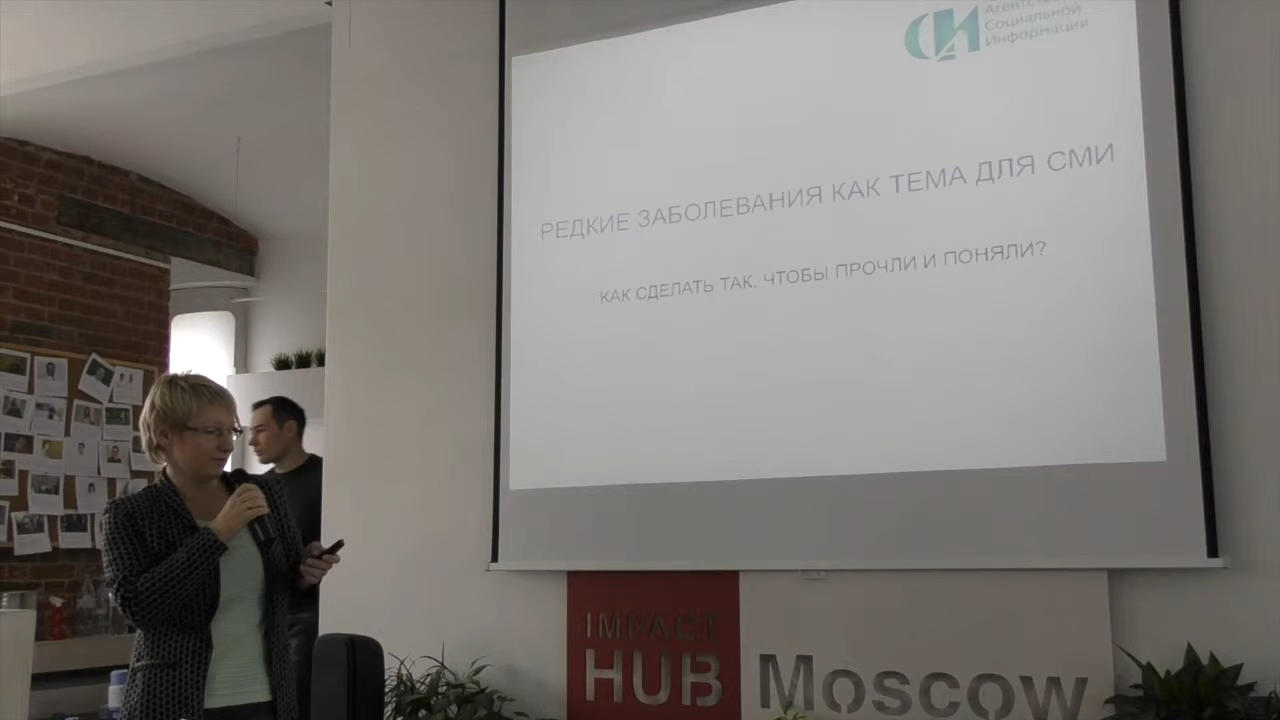 Агентство
Социальной
Информации
РЕДКИЕ ЗАБОЛЕВАНИЯ КАК ТЕМА ДЛЯ СМИ
КАК СДЕЛАТЬ ТАК, ЧТОБЫ ПРОЧЛИ И ПОНЯЛИ?
IMPACT
HUB
Moscow